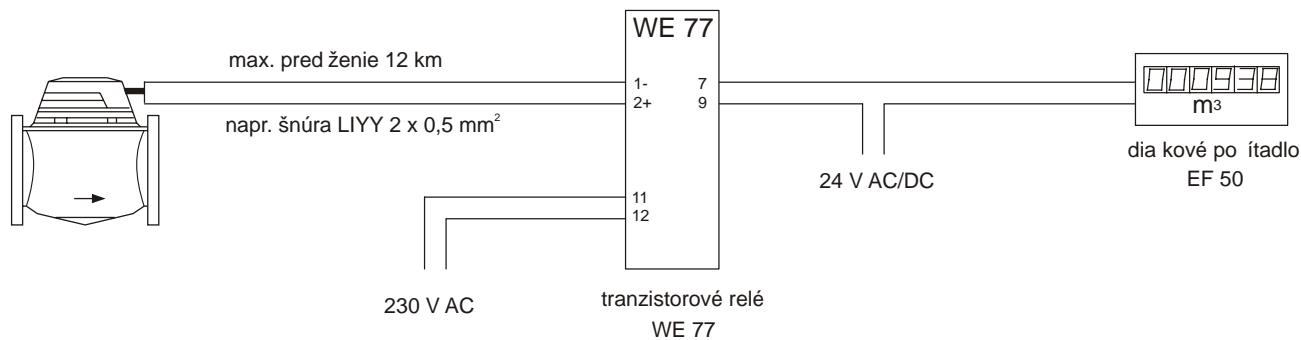 WE 77
max. pred ženie 12 km
1-
7
2+
9
000938
m³
napr. šnúra LIYY 2 x 0,5 mm²
dia kové po ítadlo
EF 50
24 V AC/DC
11
12
230 V AC
tranzistorové relé
WE 77